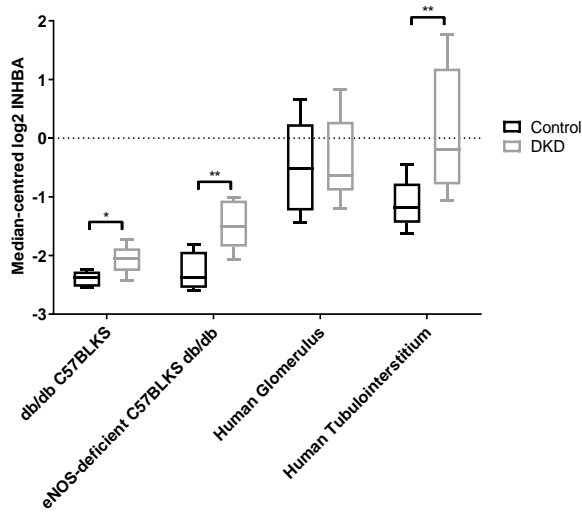 Median-centred log2 INHBA
2
1
0
-1
-2
-3
*
**
**
Control
DKD
db/db C57BLKS
eNOS-deficient C57BLKS db/db
Human Glomerulus
Human Tubulointerstitium